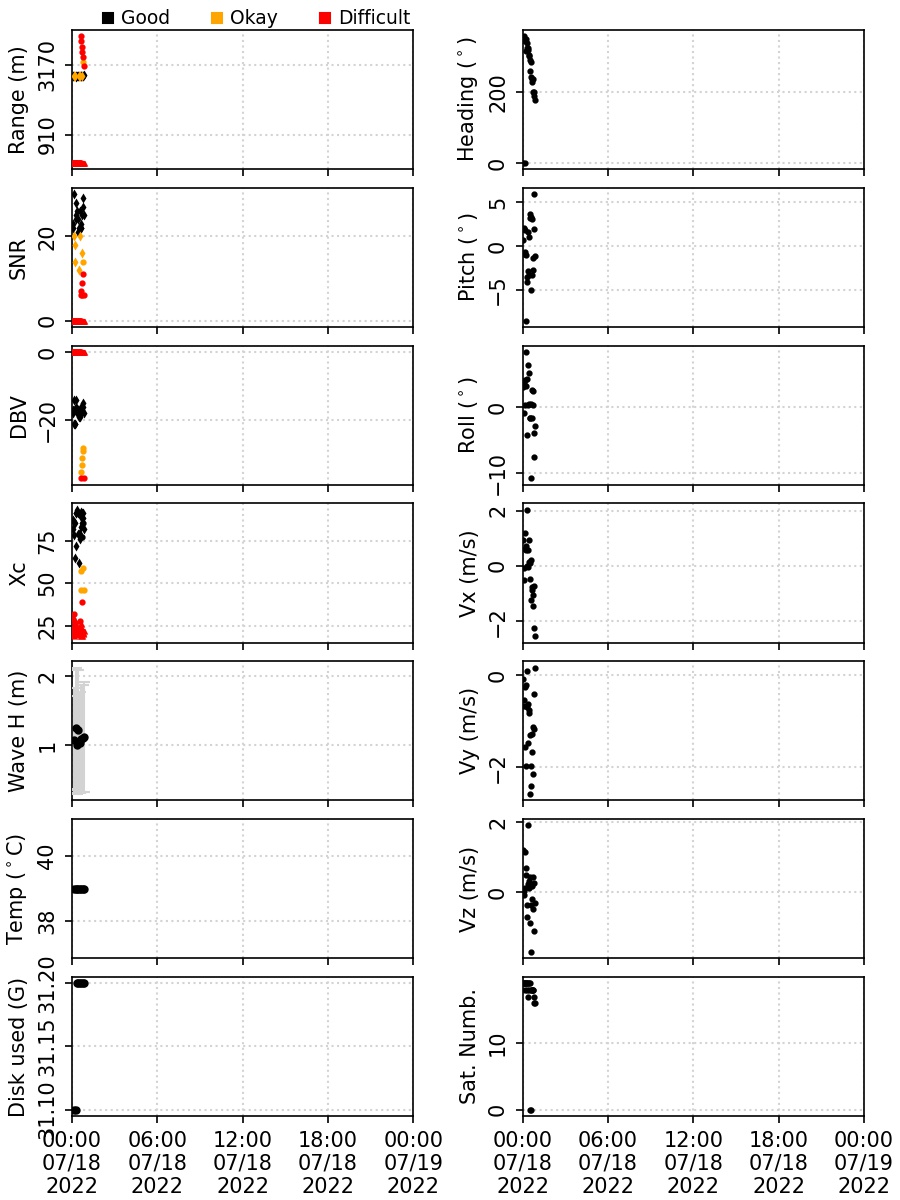 Good Okay Difficult
Range (m)
3170
910
Heading (°)
200
0
SNR
20
0
Pitch (°)
5
0
−5
DBV
0
−20
Roll (°)
0
−10
Xc
75
50
25
Vx (m/s)
2
0
−2
Wave H (m)
2
1
Vy (m/s)
0
−2
Temp (°C)
40
38
Vz (m/s)
2
0
Disk used (G)
31.20
31.15
31.10
Sat. Numb.
10
0
00:00 06:00 12:00 18:00 00:00
07/18 07/18 07/18 07/18 07/19
2022 2022 2022 2022 2022
00:00 06:00 12:00 18:00 00:00
07/18 07/18 07/18 07/18 07/19
2022 2022 2022 2022 2022